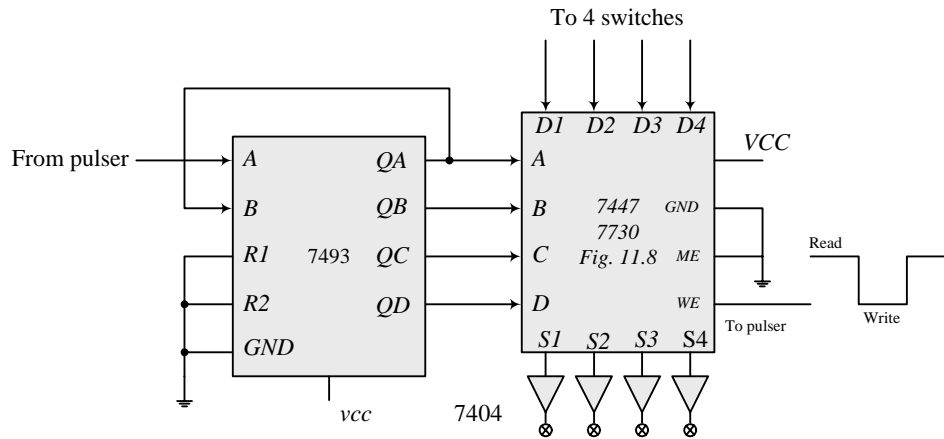 To 4 switches
D1 D2 D3 D4
From pulser
A QA
A
VCC
B QB
B
7447
GND
7730
R1 7493 QC
C
Fig. 11.8
ME
Read
R2 QD
D
WE
To pulser
Write
GND
S1 S2 S3 S4
vcc
7404